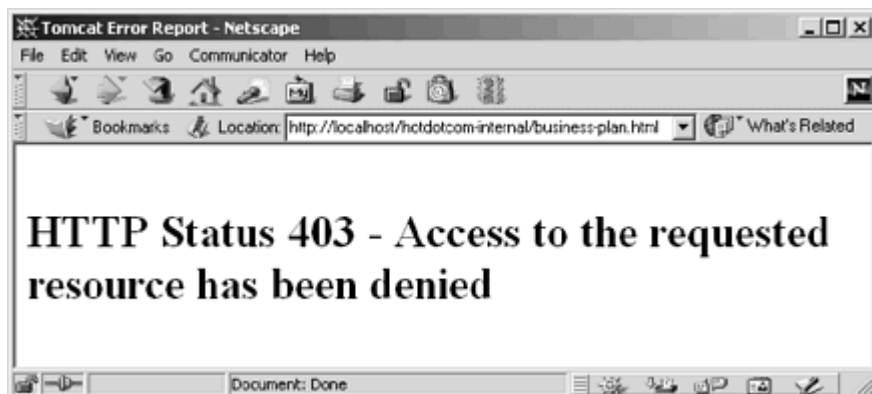 Tomcat Error Report - Netscape
File Edit View Go Communicator Help
Bookmarks Location: http://localhost/hotdotcom-internal/business-plan.html What's Related
HTTP Status 403 - Access to the requested
resource has been denied
Document: Done